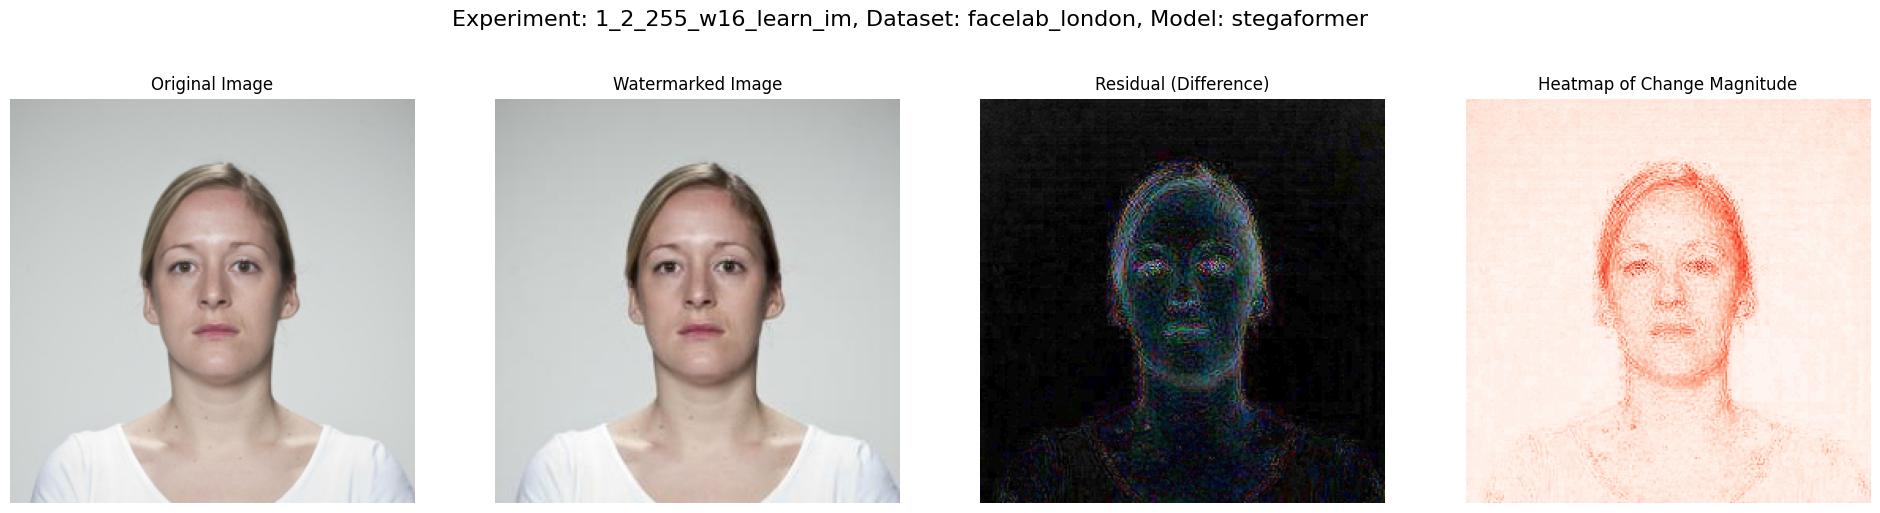 Experiment: 1_2_255_w16_learn_im, Dataset: facelab_london, Model: stegaformer
Original Image
Watermarked Image
Residual (Difference)
Heatmap of Change Magnitude